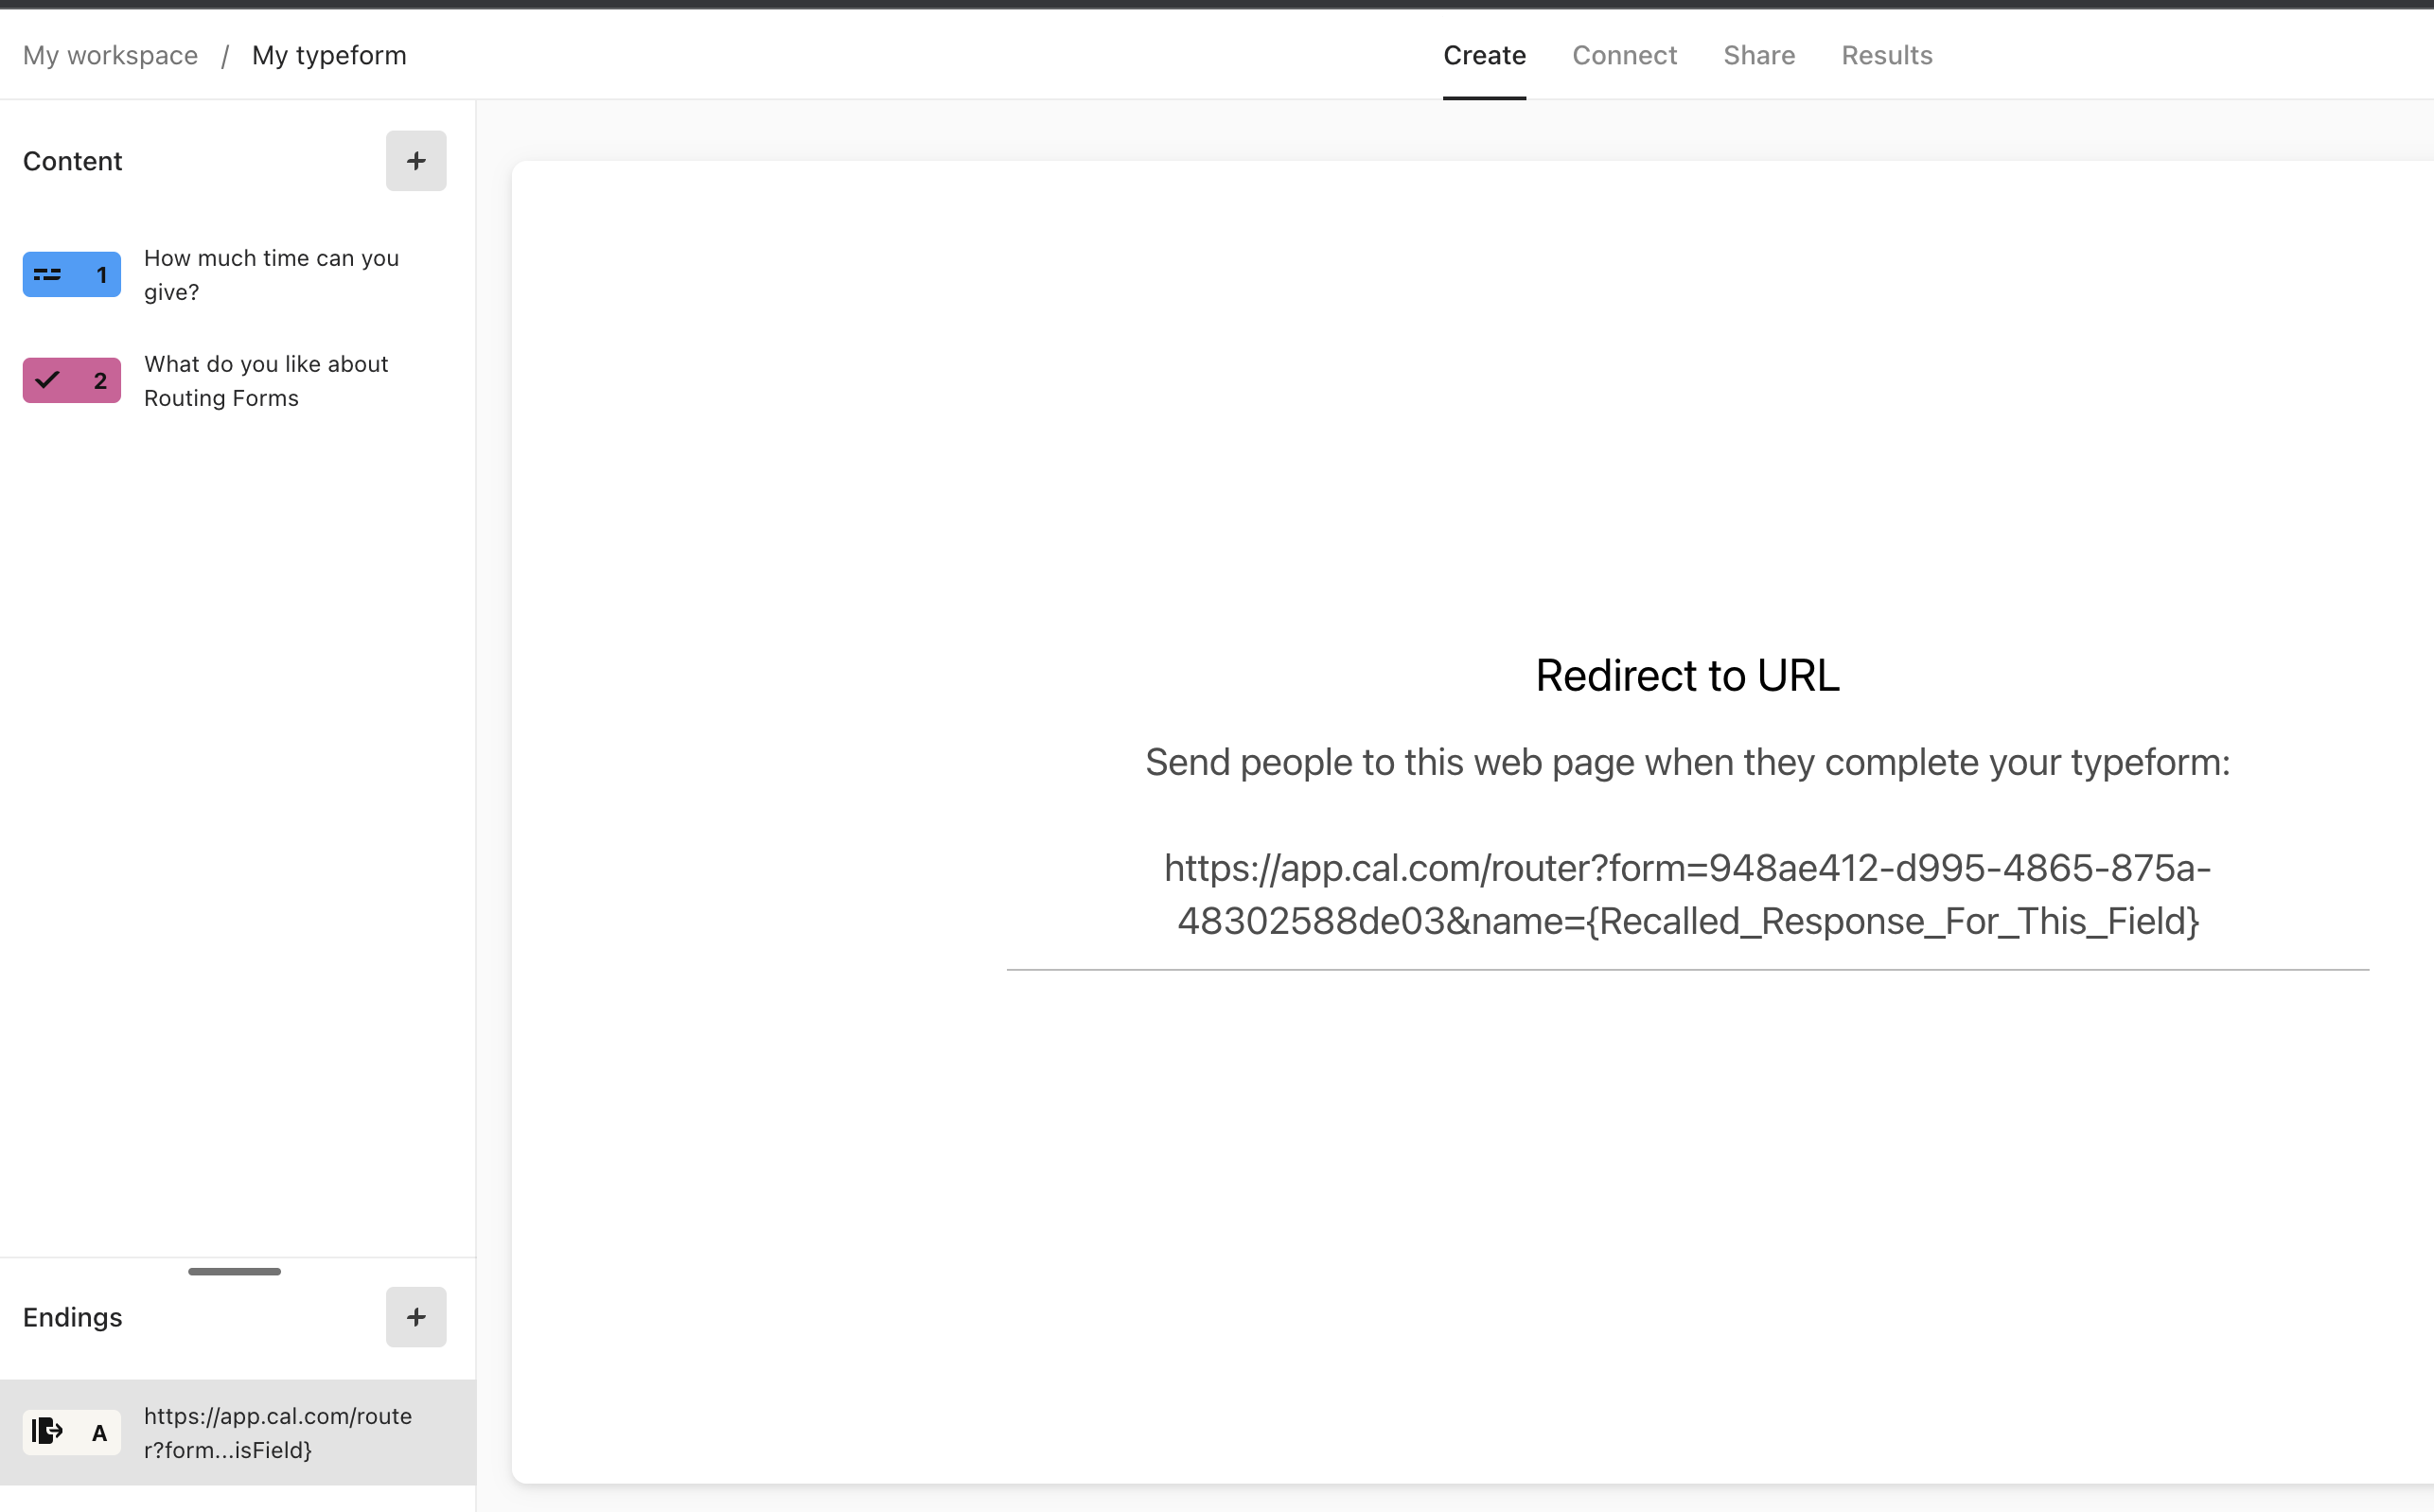 My workspace / My typeform
Create Connect Share Results
Content
+
1 How much time can you
give?
2 What do you like about
Routing Forms
Redirect to URL
Send people to this web page when they complete your typeform:
https://app.cal.com/router?form=948ae412-d995-4865-875a-
48302588de03&name={Recalled_Response_For_This_Field}
Endings
+
A https://app.cal.com/route
r?form...isField}